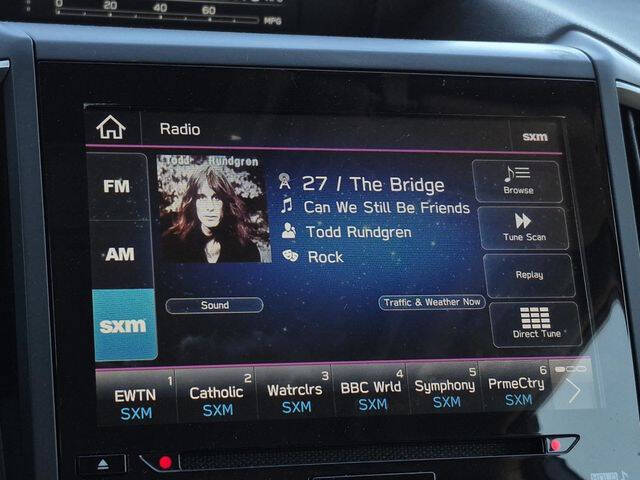 0 20 40 60 MPG
Radio
sxm
FM
AM
sxm
Todd Rundgren
27 / The Bridge
Can We Still Be Friends
Todd Rundgren
Rock
Browse
Tune Scan
Replay
Direct Tune
Sound
Traffic & Weather Now
EWTN 1
SXM
Catholic 2
SXM
Watrclrs 3
SXM
BBC Wrld 4
SXM
Symphony 5
SXM
PrmeCtry 6
SXM